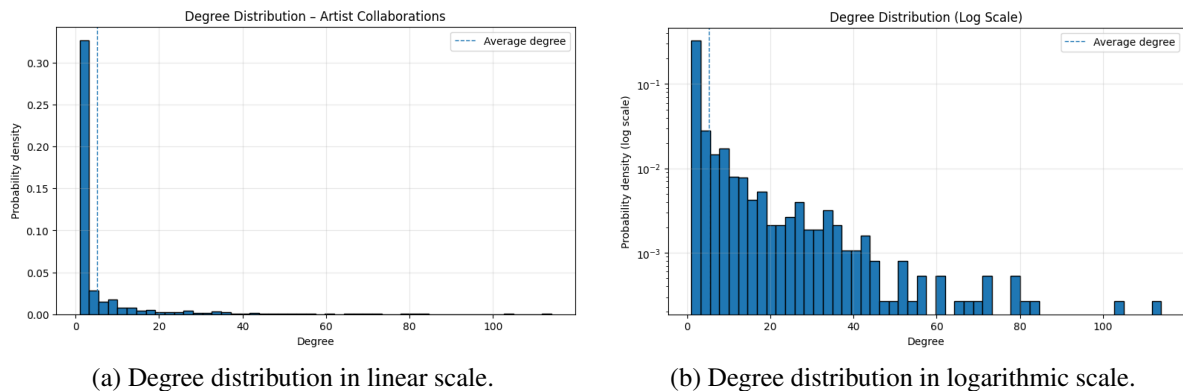 Degree Distribution – Artist Collaborations
Average degree
Probability density
0.30
0.25
0.20
0.15
0.10
0.05
0.00
0 20 40 60 80 100
Degree
(a) Degree distribution in linear scale.
Degree Distribution (Log Scale)
Average degree
Probability density (log scale)
10⁻¹
10⁻²
10⁻³
0 20 40 60 80 100
Degree
(b) Degree distribution in logarithmic scale.